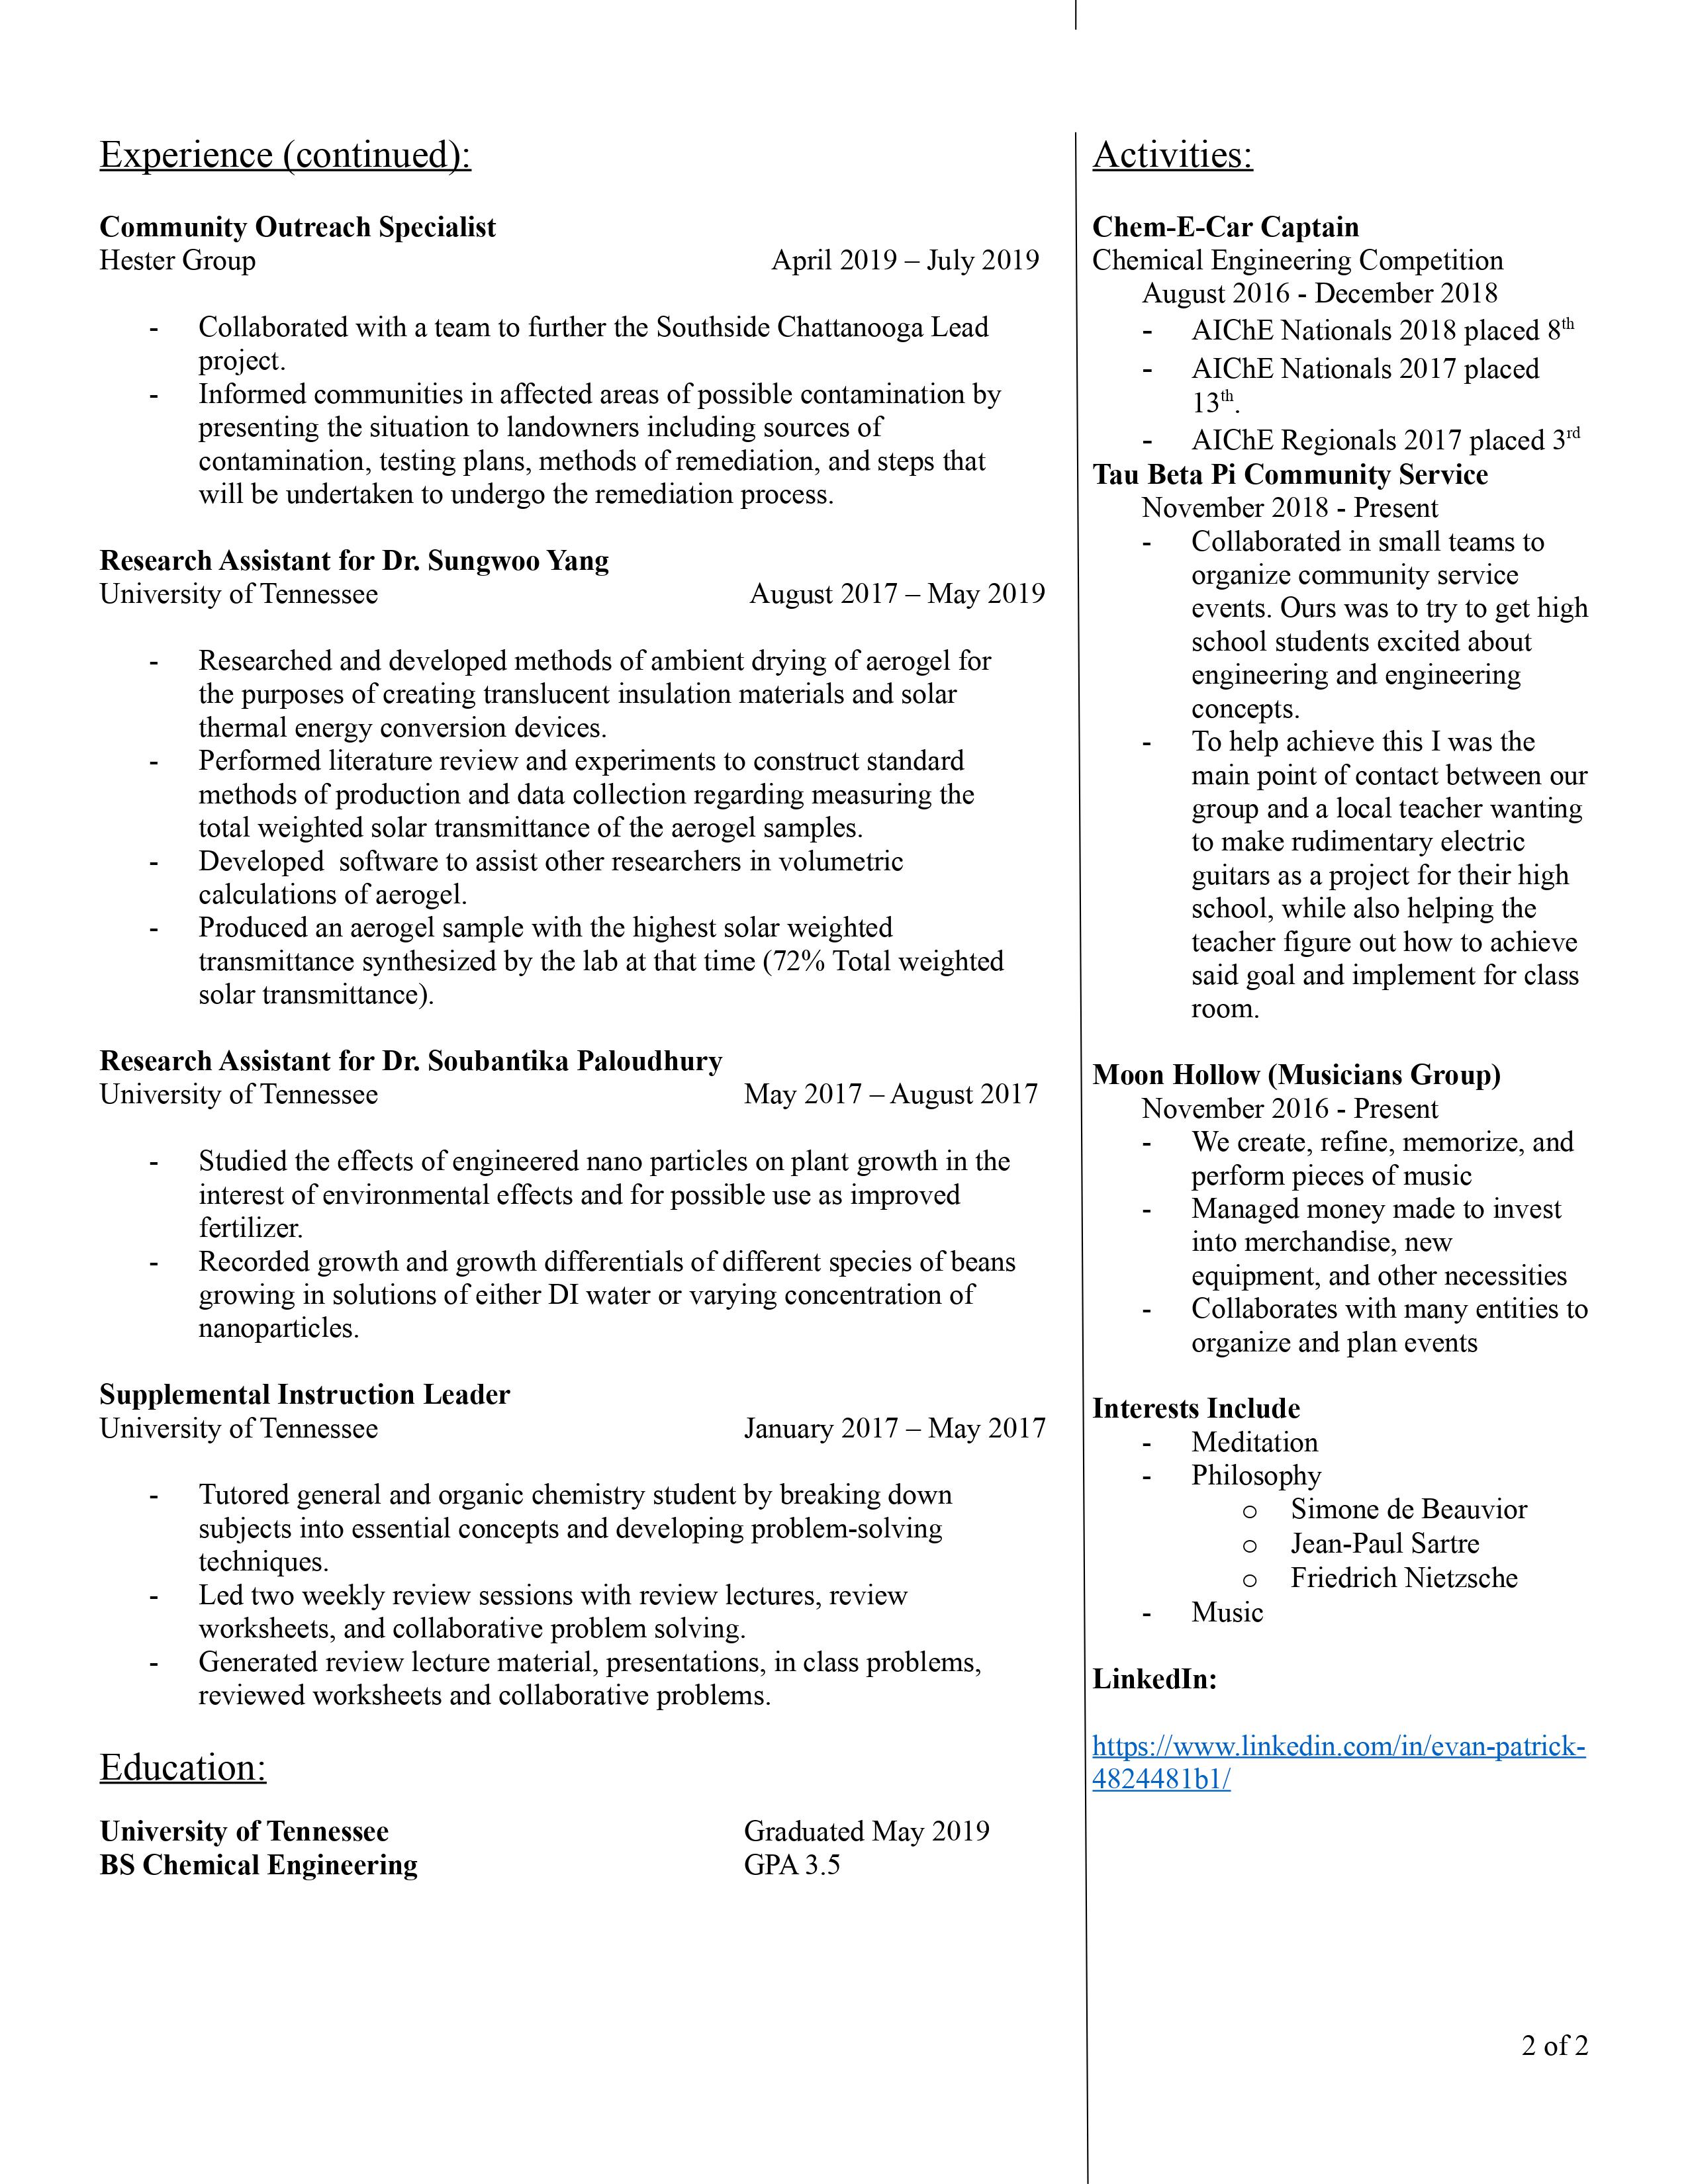 Experience (continued):
Community Outreach Specialist
Hester Group April 2019 – July 2019
- Collaborated with a team to further the Southside Chattanooga Lead
project.
- Informed communities in affected areas of possible contamination by
presenting the situation to landowners including sources of
contamination, testing plans, methods of remediation, and steps that
will be undertaken to undergo the remediation process.
Research Assistant for Dr. Sungwoo Yang
University of Tennessee August 2017 – May 2019
- Researched and developed methods of ambient drying of aerogel for
the purposes of creating translucent insulation materials and solar
thermal energy conversion devices.
- Performed literature review and experiments to construct standard
methods of production and data collection regarding measuring the
total weighted solar transmittance of the aerogel samples.
- Developed  software to assist other researchers in volumetric
calculations of aerogel.
- Produced an aerogel sample with the highest solar weighted
transmittance synthesized by the lab at that time (72% Total weighted
solar transmittance).
Research Assistant for Dr. Soubantika Paloudhury
University of Tennessee May 2017 – August 2017
- Studied the effects of engineered nano particles on plant growth in the
interest of environmental effects and for possible use as improved
fertilizer.
- Recorded growth and growth differentials of different species of beans
growing in solutions of either DI water or varying concentration of
nanoparticles.
Supplemental Instruction Leader
University of Tennessee January 2017 – May 2017
- Tutored general and organic chemistry student by breaking down
subjects into essential concepts and developing problem-solving
techniques.
- Led two weekly review sessions with review lectures, review
worksheets, and collaborative problem solving.
- Generated review lecture material, presentations, in class problems,
reviewed worksheets and collaborative problems.
Education:
University of Tennessee Graduated May 2019
BS Chemical Engineering GPA 3.5
Activities:
Chem-E-Car Captain
Chemical Engineering Competition
August 2016 - December 2018
- AIChE Nationals 2018 placed 8th
- AIChE Nationals 2017 placed
13th.
- AIChE Regionals 2017 placed 3rd
Tau Beta Pi Community Service
November 2018 - Present
- Collaborated in small teams to
organize community service
events. Ours was to try to get high
school students excited about
engineering and engineering
concepts.
- To help achieve this I was the
main point of contact between our
group and a local teacher wanting
to make rudimentary electric
guitars as a project for their high
school, while also helping the
teacher figure out how to achieve
said goal and implement for class
room.
Moon Hollow (Musicians Group)
November 2016 - Present
- We create, refine, memorize, and
perform pieces of music
- Managed money made to invest
into merchandise, new
equipment, and other necessities
- Collaborates with many entities to
organize and plan events
Interests Include
- Meditation
- Philosophy
o Simone de Beauvior
o Jean-Paul Sartre
o Friedrich Nietzsche
- Music
LinkedIn:
https://www.linkedin.com/in/evan-patrick-
4824481b1/
2 of 2